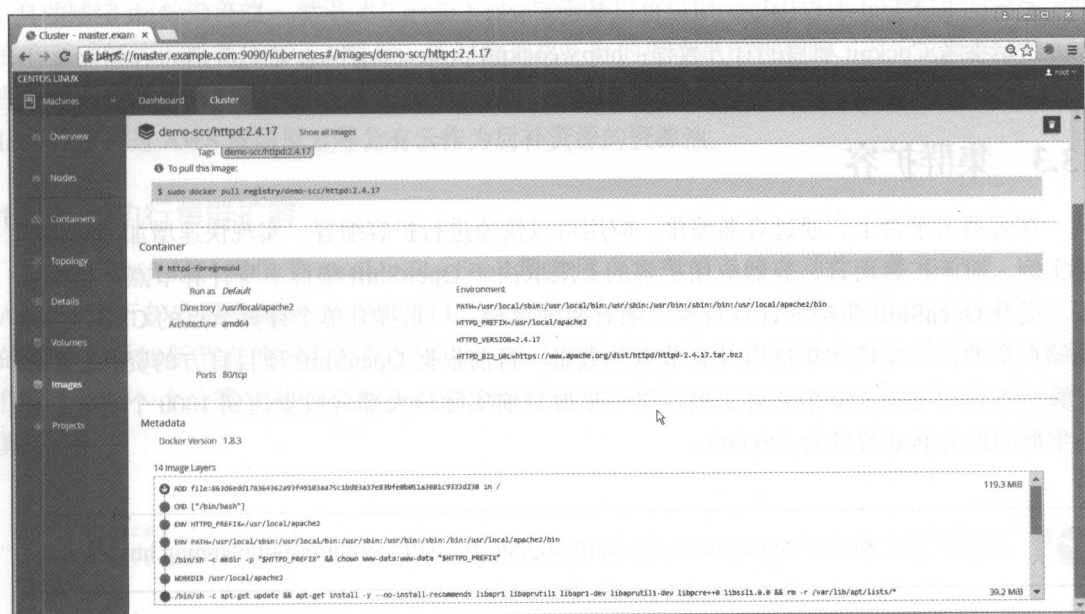 Cluster - master.exam ×
https://master.example.com:9090/kubernetes#/images/demo-scc/httpd:2.4.17
CENTOS LINUX
root
Machines
Dashboard
Cluster
Overview
Nodes
Containers
Topology
Details
Volumes
Images
Projects
demo-scc/httpd:2.4.17 Show all images
Tags demo-scc/httpd:2.4.17
To pull this image:
$ sudo docker pull registry/demo-scc/httpd:2.4.17
Container
# httpd-foreground
Run as Default
Directory /usr/local/apache2
Architecture amd64
Ports 80/tcp
Environment
PATH=/usr/local/sbin:/usr/local/bin:/usr/sbin:/usr/bin:/sbin:/bin:/usr/local/apache2/bin
HTTPD_PREFIX=/usr/local/apache2
HTTPD_VERSION=2.4.17
HTTPD_BZ2_URL=https://www.apache.org/dist/httpd/httpd-2.4.17.tar.bz2
Metadata
Docker Version 1.8.3
14 Image Layers
ADD in / 119.3 MiB
CMD ["/bin/bash"]
ENV HTTPD_PREFIX=/usr/local/apache2
ENV PATH=/usr/local/sbin:/usr/local/bin:/usr/sbin:/usr/bin:/sbin:/bin:/usr/local/apache2/bin
/bin/sh -c mkdir -p "$HTTPD_PREFIX" && chown www-data:www-data "$HTTPD_PREFIX"
WORKDIR /usr/local/apache2
/bin/sh -c apt-get update && apt-get install -y --no-install-recommends libapr1 libaprutil1 libapr1-dev libaprutil1-dev libpcre++0 libssl1.0.0 && rm -r /var/lib/apt/lists/* 39.2 MiB
3.3 集群扩容